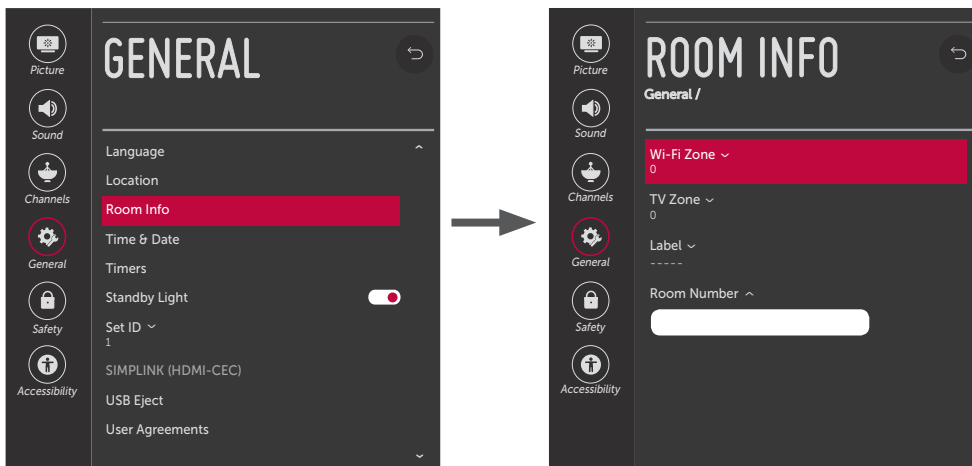 Picture
Sound
Channels
General
Safety
Accessibility
GENERAL
Language
Location
Room Info
Time & Date
Timers
Standby Light
Set ID
1
SIMPLINK (HDMI-CEC)
USB Eject
User Agreements
Picture
Sound
Channels
General
Safety
Accessibility
ROOM INFO
General /
Wi-Fi Zone
0
TV Zone
0
Label
-----
Room Number